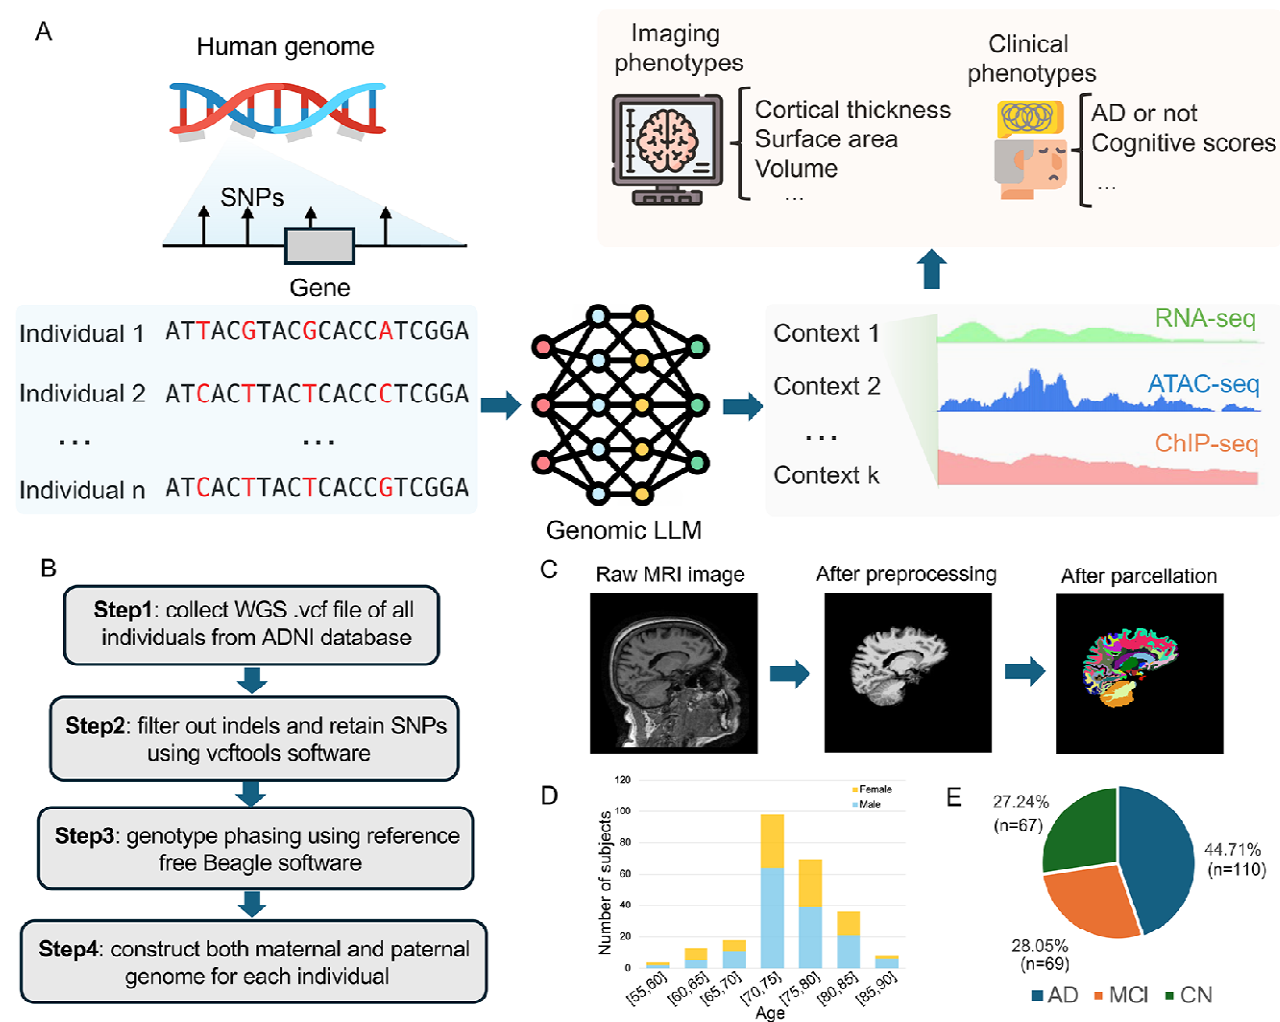 A
Human genome
SNPs
Gene
Imaging
phenotypes
Cortical thickness
Surface area
Volume
...
Clinical
phenotypes
AD or not
Cognitive scores
...
Individual 1 ATTACGTACGCACCATCGGA
Individual 2 ATCACTTACTCACCCTCGGA
... ...
Individual n ATCACTTACTCACCGTCGGA
Genomic LLM
Context 1
Context 2
...
Context k
RNA-seq
ATAC-seq
ChIP-seq
B
Step1: collect WGS .vcf file of all
individuals from ADNI database
Step2: filter out indels and retain SNPs
using vcftools software
Step3: genotype phasing using reference
free Beagle software
Step4: construct both maternal and paternal
genome for each individual
C
Raw MRI image
After preprocessing
After parcellation
D
Number of subjects
120
100
80
60
40
20
0
Female
Male
[55,60] [60,65] [65,70] [70,75] [75,80] [80,85] [85,90]
Age
E
27.24%
(n=67)
44.71%
(n=110)
28.05%
(n=69)
AD MCI CN